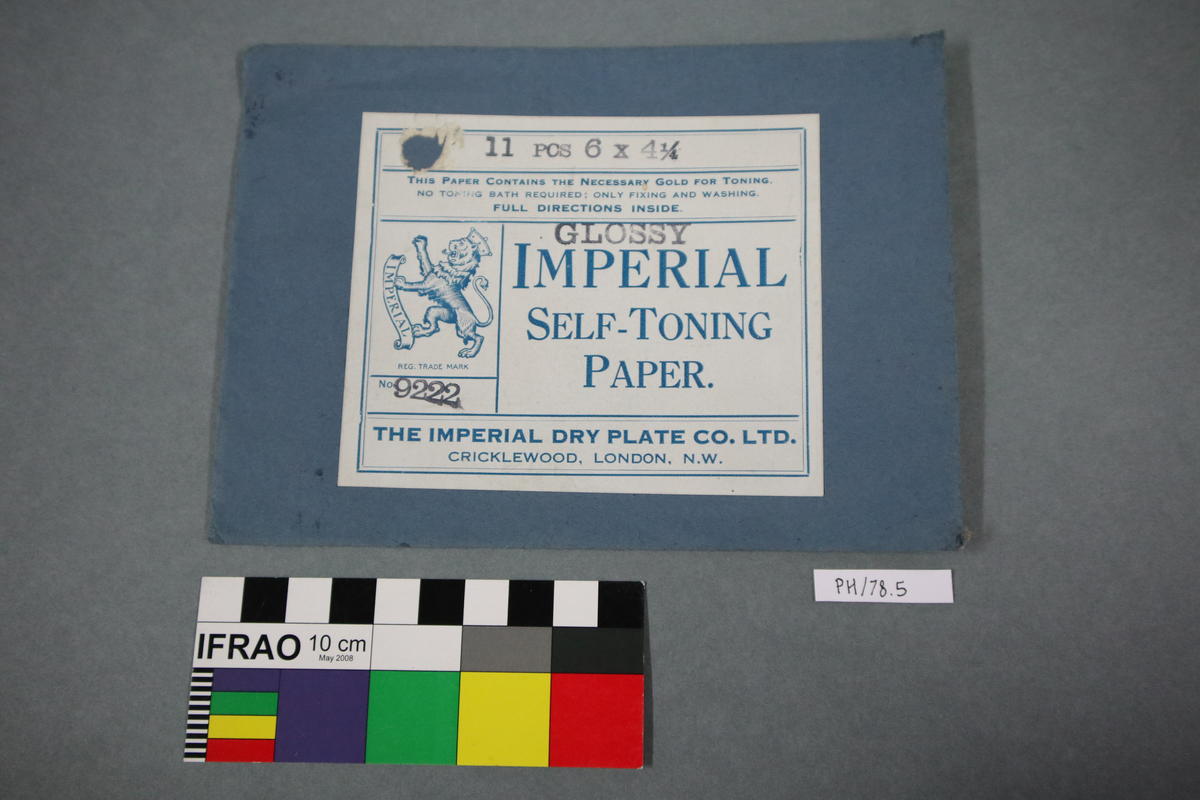 11 PCS 6 x 4¼
THIS PAPER CONTAINS THE NECESSARY GOLD FOR TONING.
NO TONING BATH REQUIRED; ONLY FIXING AND WASHING.
FULL DIRECTIONS INSIDE.
GLOSSY
IMPERIAL
SELF-TONING
PAPER.
IMPERIAL
REG. TRADE MARK
No 9222
THE IMPERIAL DRY PLATE CO. LTD.
CRICKLEWOOD, LONDON, N.W.
PH/78.5
IFRAO 10 cm
May 2008